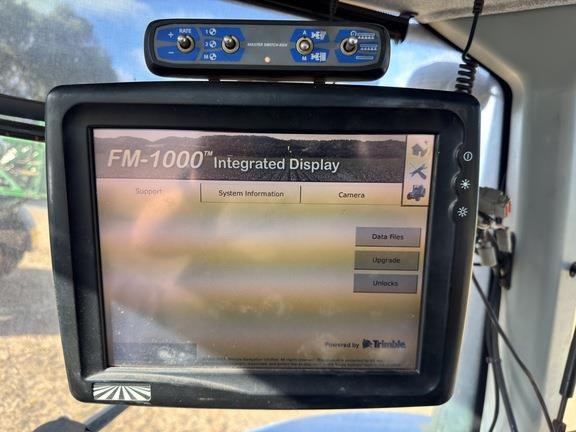 + RATE 1 A
- 2 MASTER SWITCH BOX
M M
FM-1000™ Integrated Display
Support System Information Camera
Data Files
Upgrade
Unlocks
Powered by Trimble